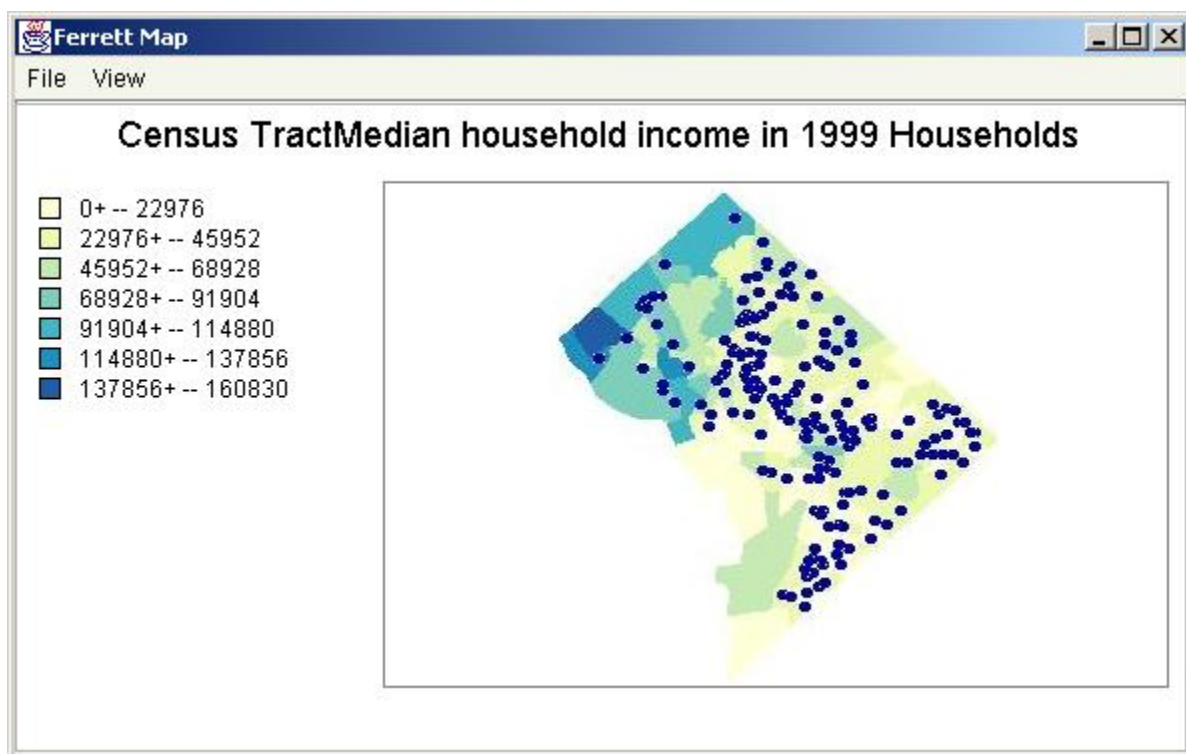 Ferrett Map
File View
Census TractMedian household income in 1999 Households
0+ -- 22976
22976+ -- 45952
45952+ -- 68928
68928+ -- 91904
91904+ -- 114880
114880+ -- 137856
137856+ -- 160830